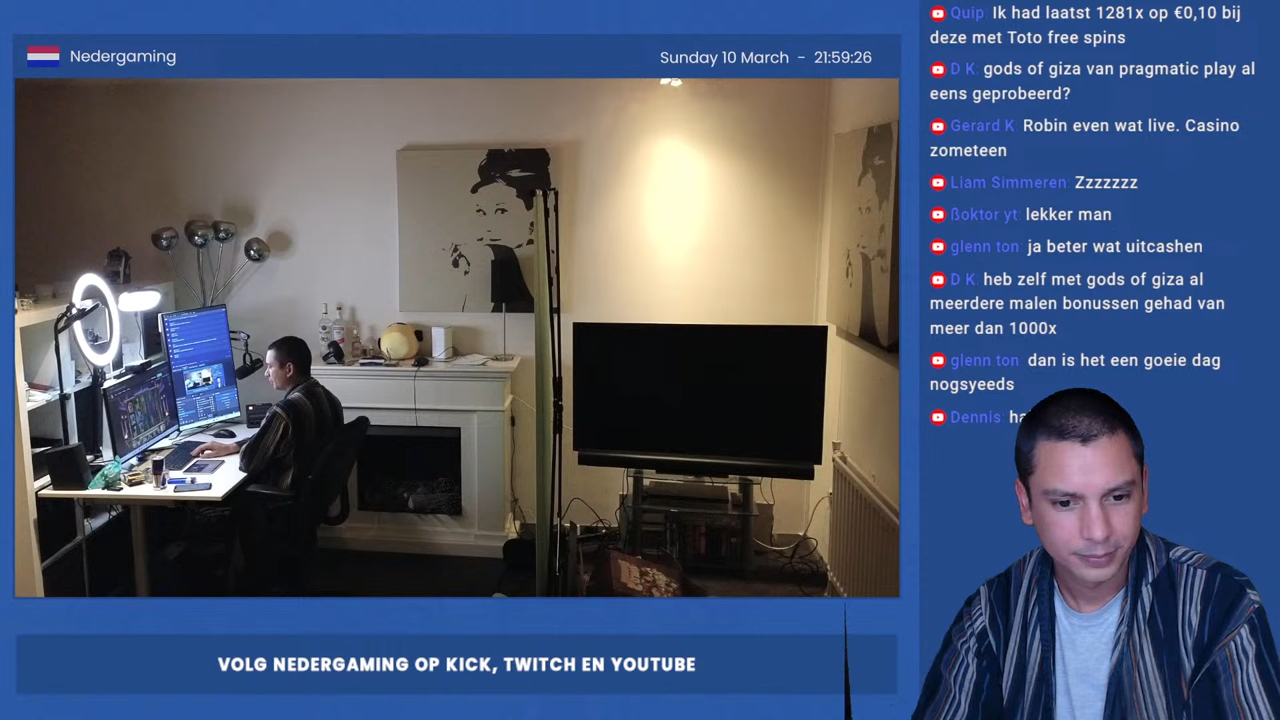 Nedergaming
Sunday 10 March - 21:59:26
VOLG NEDERGAMING OP KICK, TWITCH EN YOUTUBE
Quip: Ik had laatst 1281x op €0,10 bij
deze met Toto free spins
D K: gods of giza van pragmatic play al
eens geprobeerd?
Gerard K: Robin even wat live. Casino
zometeen
Liam Simmeren: Zzzzzzz
ßoktor yt: lekker man
glenn ton: ja beter wat uitcashen
D K: heb zelf met gods of giza al
meerdere malen bonussen gehad van
meer dan 1000x
glenn ton: dan is het een goeie dag
nogsyeeds
Dennis: